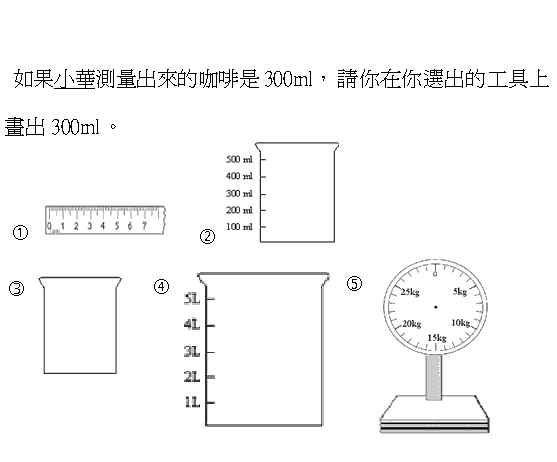 如果小華測量出來的咖啡是 300ml， 請你在你選出的工具上
畫出 300ml。
①
0 1 2 3 4 5 6 7
②
500 ml
400 ml
300 ml
200 ml
100 ml
③
④
5L
4L
3L
2L
1L
⑤
0
25kg 5kg
20kg 10kg
15kg